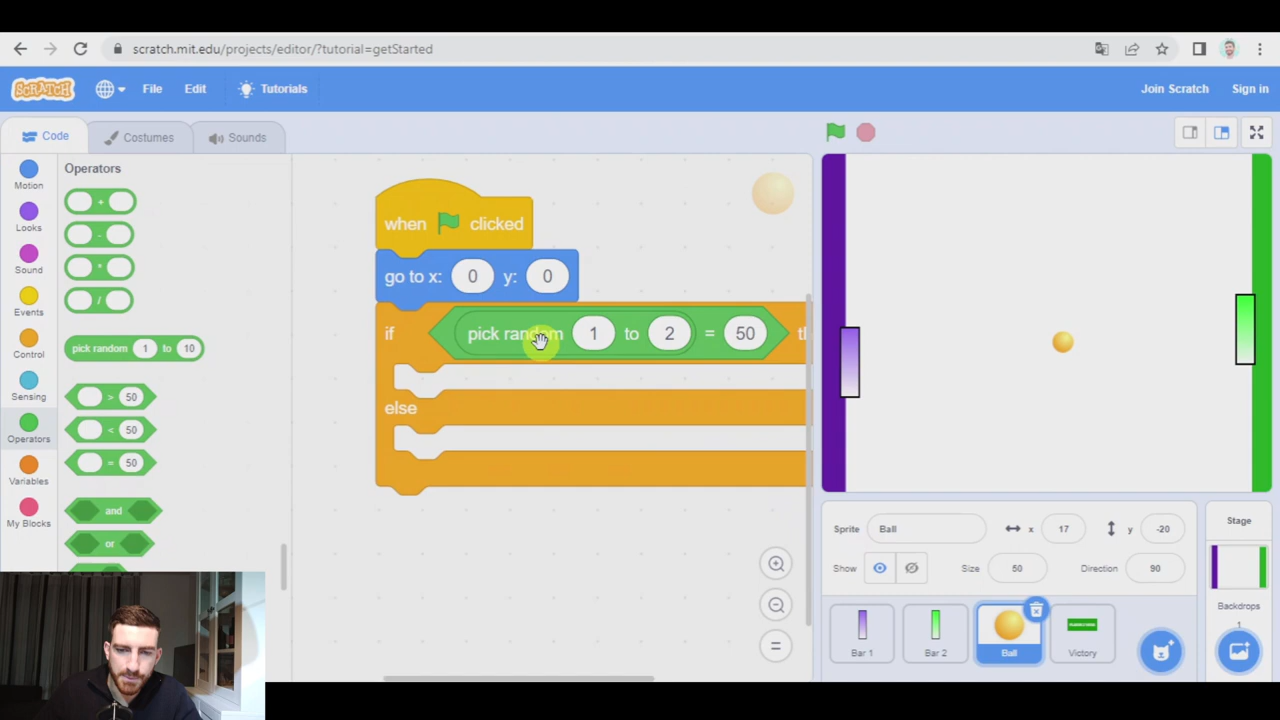 scratch.mit.edu/projects/editor/?tutorial=getStarted
SCRATCH
File
Edit
Tutorials
Join Scratch
Sign in
Code
Costumes
Sounds
Motion
Looks
Sound
Events
Control
Sensing
Operators
Variables
My Blocks
Operators
+
-
*
/
pick random 1 to 10
> 50
< 50
= 50
and
or
when clicked
go to x: 0 y: 0
if pick random 1 to 2 = 50 th
else
Sprite Ball x 17 y -20
Show Size 50 Direction 90
Bar 1
Bar 2
Ball
Victory
Stage
Backdrops
1